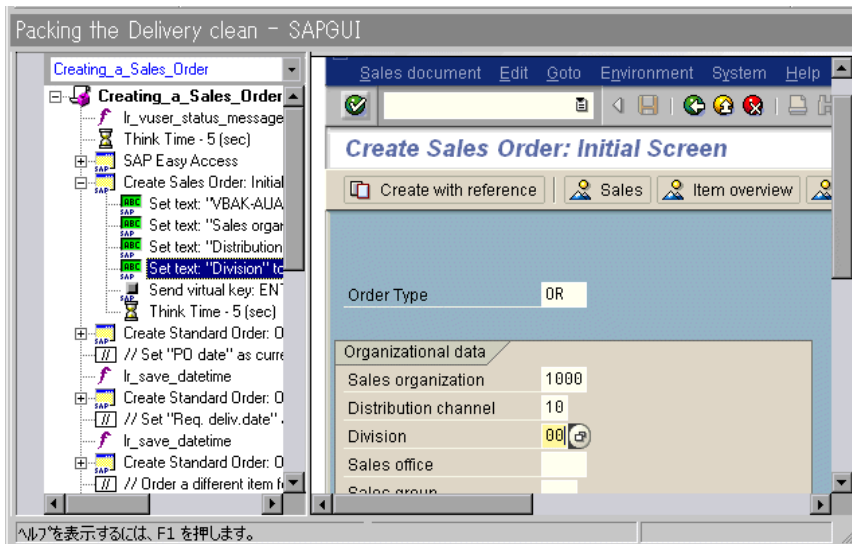 Packing the Delivery clean - SAPGUI
Creating_a_Sales_Order
Creating_a_Sales_Order
lr_vuser_status_message
Think Time - 5 (sec)
SAP Easy Access
Create Sales Order: Initial
Set text: "VBAK-AUA
Set text: "Sales organ
Set text: "Distribution
Set text: "Division" to
Send virtual key: ENT
Think Time - 5 (sec)
Create Standard Order: O
// Set "PO date" as curre
lr_save_datetime
Create Standard Order: O
// Set "Req. deliv.date"
lr_save_datetime
Create Standard Order: O
// Order a different item f
Sales document Edit Goto Environment System Help
Create Sales Order: Initial Screen
Create with reference Sales Item overview
Order Type OR
Organizational data
Sales organization 1000
Distribution channel 10
Division 00
Sales office
Sales group
ﾍﾙﾌﾟを表示するには、F1 を押します。